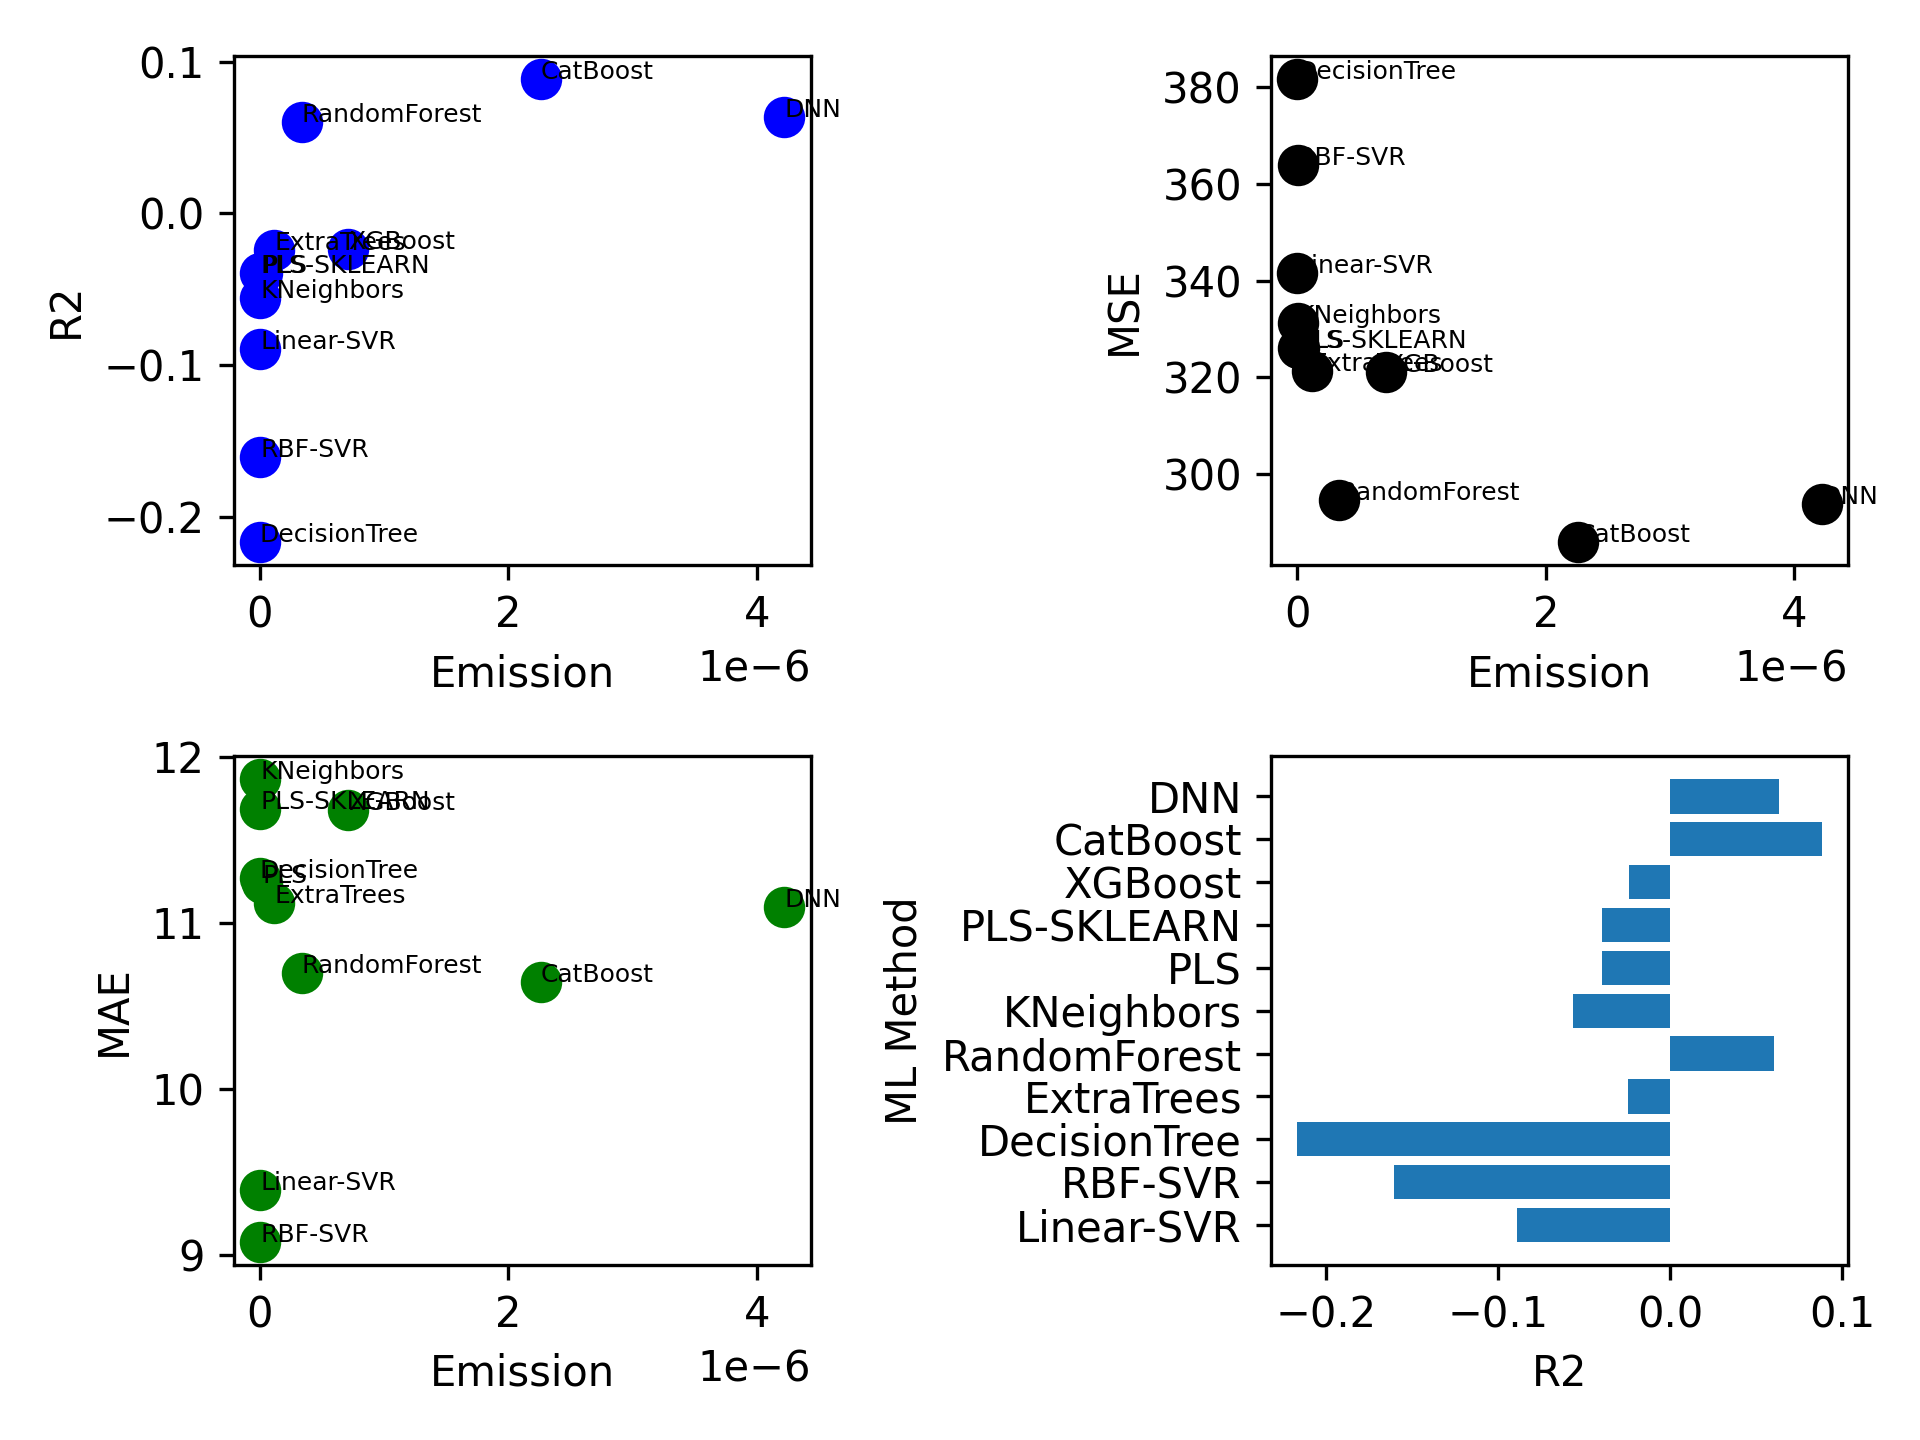 0.1
0.0
−0.1
−0.2
R2
CatBoost
RandomForest
DNN
ExtraTrees
XGBoost
PLS
PLS-SKLEARN
KNeighbors
Linear-SVR
RBF-SVR
DecisionTree
0
2
4
Emission
1e−6
380
360
340
320
300
MSE
DecisionTree
RBF-SVR
Linear-SVR
KNeighbors
PLS
PLS-SKLEARN
ExtraTrees
XGBoost
RandomForest
DNN
CatBoost
0
2
4
Emission
1e−6
12
11
10
9
MAE
KNeighbors
PLS-SKLEARN
XGBoost
DecisionTree
PLS
ExtraTrees
DNN
RandomForest
CatBoost
Linear-SVR
RBF-SVR
0
2
4
Emission
1e−6
ML Method
DNN
CatBoost
XGBoost
PLS-SKLEARN
PLS
KNeighbors
RandomForest
ExtraTrees
DecisionTree
RBF-SVR
Linear-SVR
−0.2
−0.1
0.0
0.1
R2